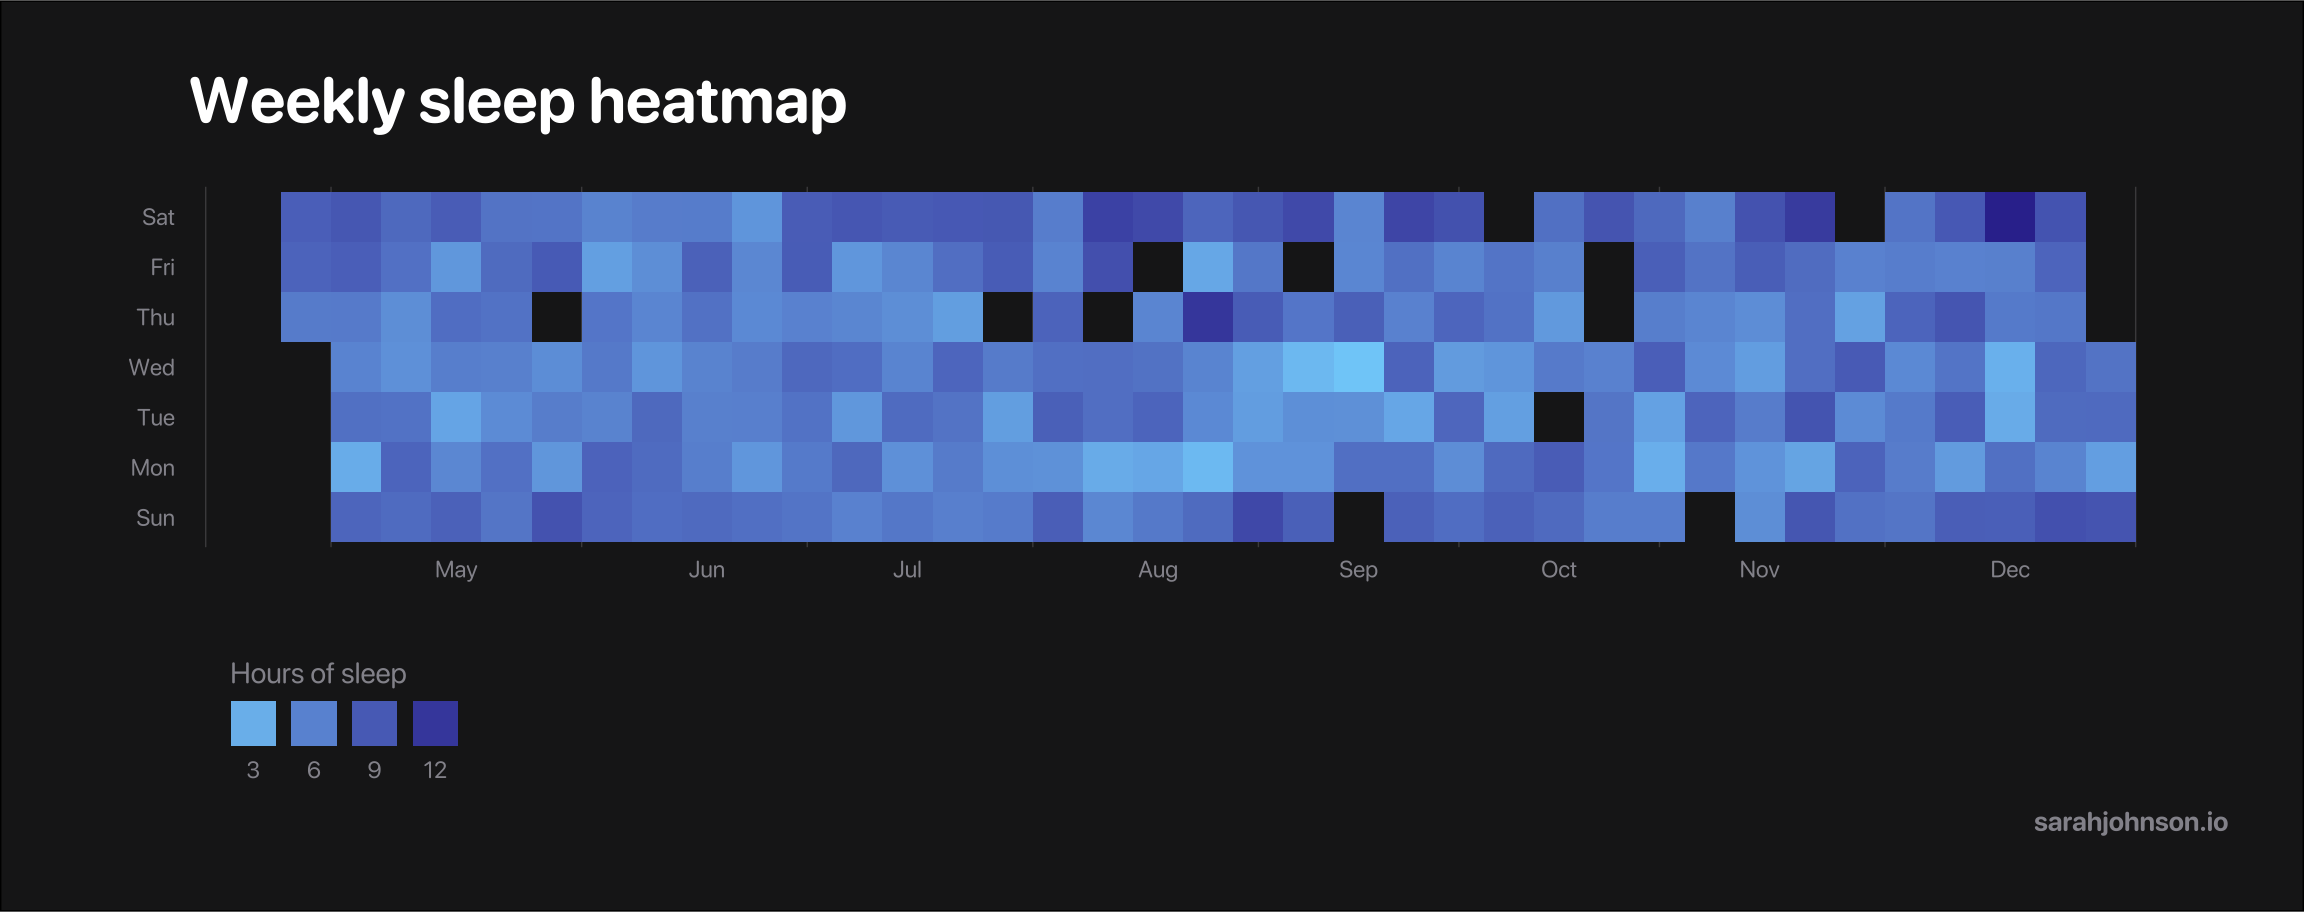 Weekly sleep heatmap
Sat
Fri
Thu
Wed
Tue
Mon
Sun
May Jun Jul Aug Sep Oct Nov Dec
Hours of sleep
3 6 9 12
sarahjohnson.io